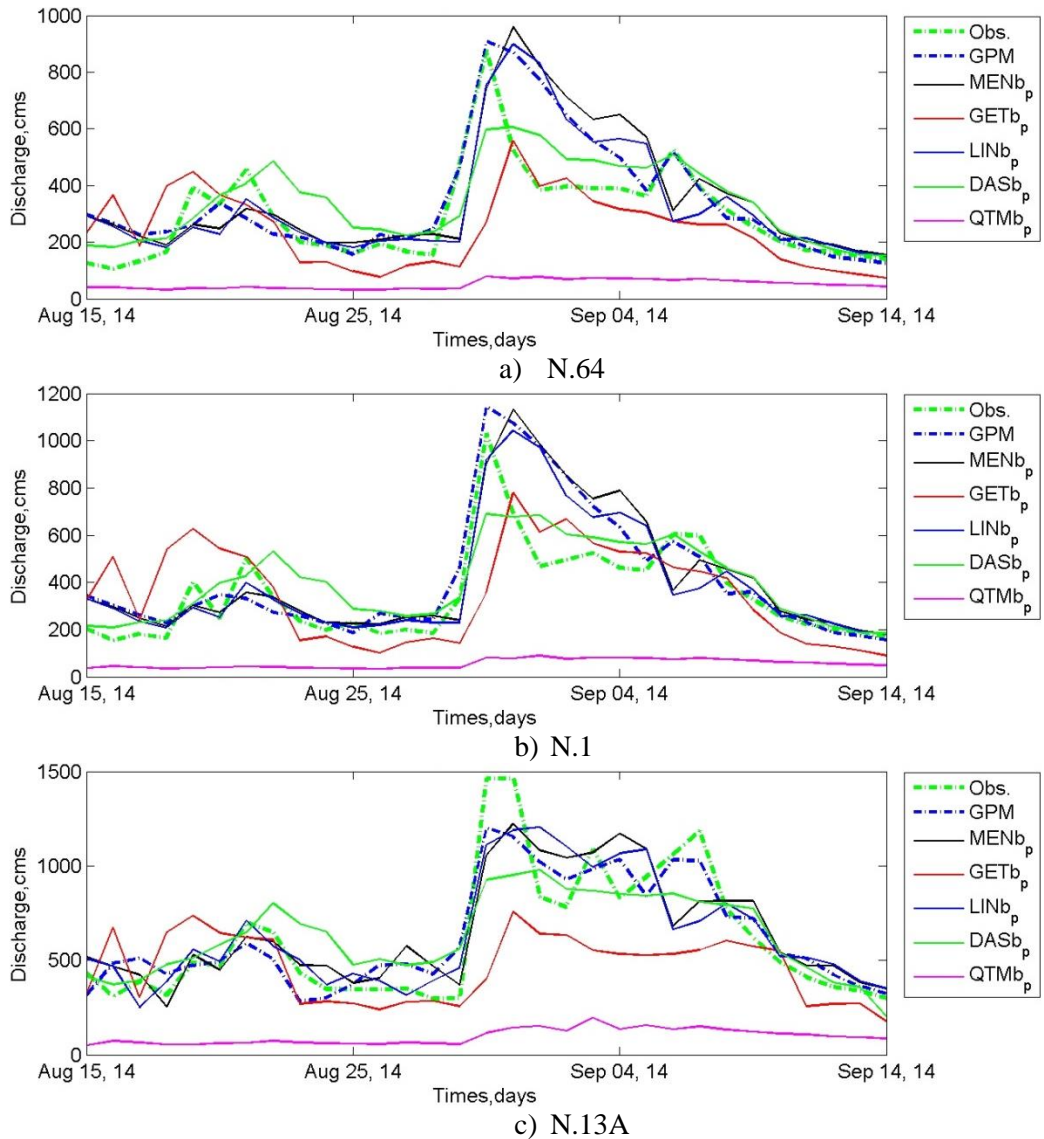 1000
800
600
400
200
0
Discharge,cms
Aug 15, 14 Aug 25, 14 Sep 04, 14 Sep 14, 14
Times,days
Obs.
GPM
MENbp
GETbp
LINbp
DASbp
QTMbp
a) N.64
1200
1000
800
600
400
200
0
Discharge,cms
Aug 15, 14 Aug 25, 14 Sep 04, 14 Sep 14, 14
Times,days
Obs.
GPM
MENbp
GETbp
LINbp
DASbp
QTMbp
b) N.1
1500
1000
500
0
Discharge,cms
Aug 15, 14 Aug 25, 14 Sep 04, 14 Sep 14, 14
Times,days
Obs.
GPM
MENbp
GETbp
LINbp
DASbp
QTMbp
c) N.13A